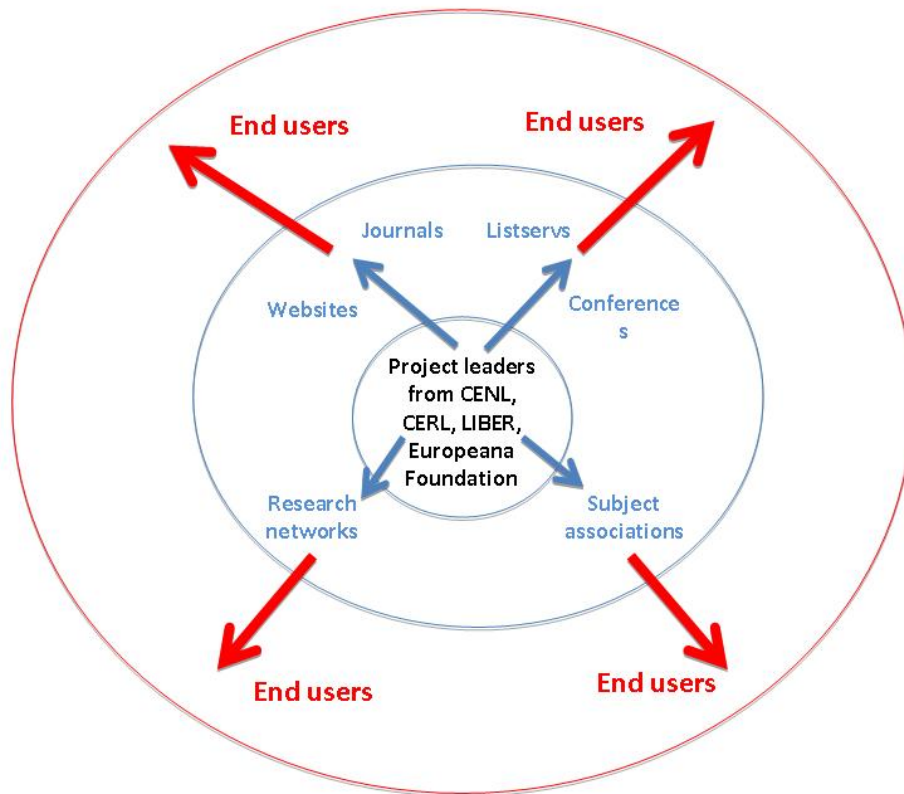 End users
End users
Journals
Listservs
Websites
Conference
s
Project leaders
from CENL,
CERL, LIBER,
Europeana
Foundation
Research
networks
Subject
associations
End users
End users